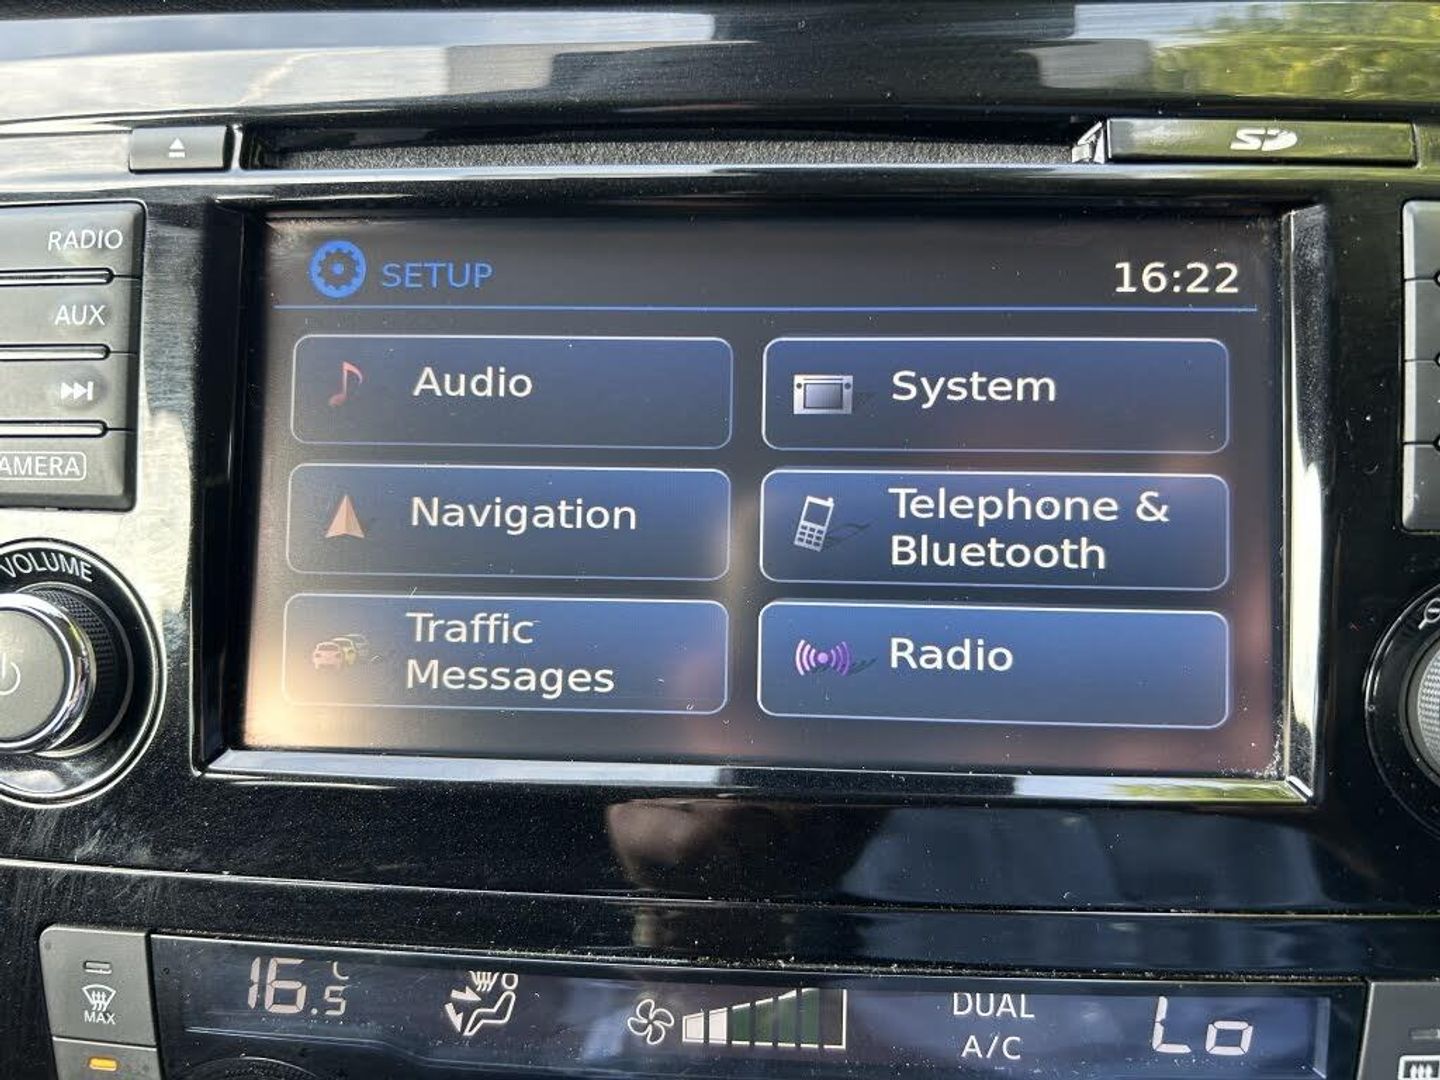 SD
RADIO
AUX
AMERA
VOLUME
SETUP
16:22
Audio
System
Navigation
Telephone &
Bluetooth
Traffic
Messages
Radio
MAX
16.5 C
DUAL
A/C
Lo